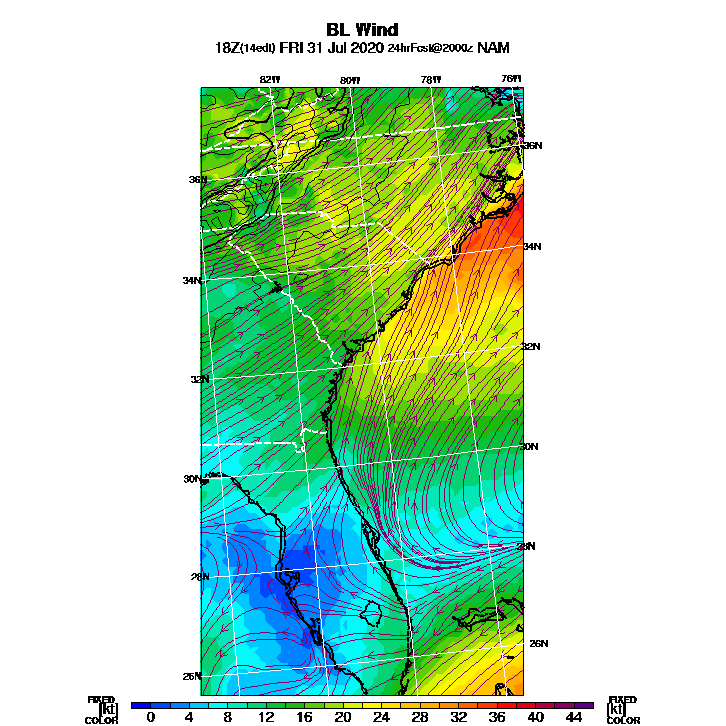 BL Wind
18Z(14edt) FRI 31 Jul 2020 24hrFcst@2000z NAM
82W 80W 78W 76W
36N
36N
34N
34N
32N
32N
30N
30N
28N
28N
26N
26N
FIXED FIXED
[kt] 0 4 8 12 16 20 24 28 32 36 40 44 [kt]
COLOR COLOR